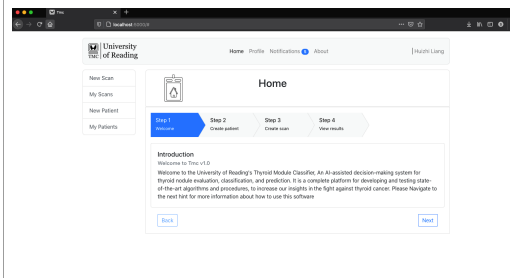 Tmc
localhost:5000/#
University
of Reading
TMC
Home Profile Notifications About
Huizhi Liang
New Scan
My Scans
New Patient
My Patients
Home
Step 1
Welcome
Step 2
Create patient
Step 3
Create scan
Step 4
View results
Introduction
Welcome to Tmc v1.0
Welcome to the University of Reading's Thyroid Module Classifier, An AI-assisted decision-making system for
thyroid nodule evaluation, classification, and prediction. It is a complete platform for developing and testing state-
of-the-art algorithms and procedures, to increase our insights in the fight against thyroid cancer. Please Navigate to
the next hint for more information about how to use this software
Back
Next